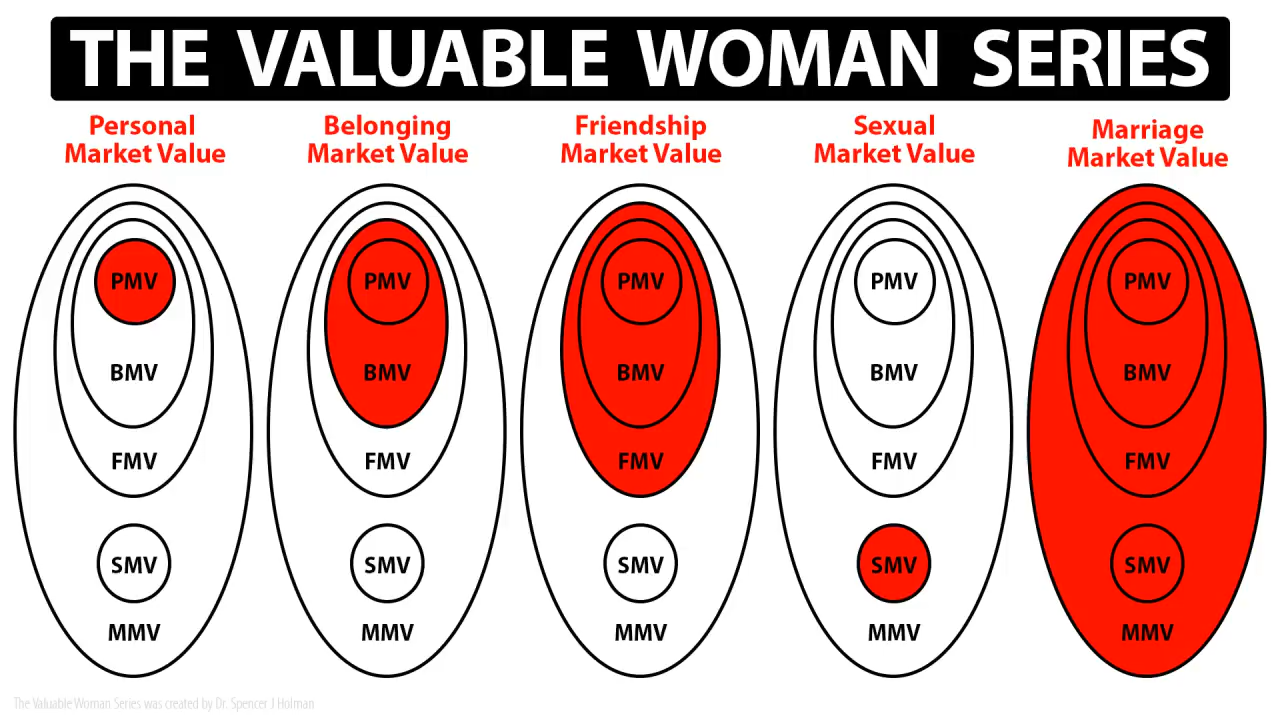 THE VALUABLE WOMAN SERIES
Personal
Market Value
Belonging
Market Value
Friendship
Market Value
Sexual
Market Value
Marriage
Market Value
PMV
BMV
FMV
SMV
MMV
PMV
BMV
FMV
SMV
MMV
PMV
BMV
FMV
SMV
MMV
PMV
BMV
FMV
SMV
MMV
PMV
BMV
FMV
SMV
MMV
The Valuable Woman Series was created by Dr. Spencer J Holman